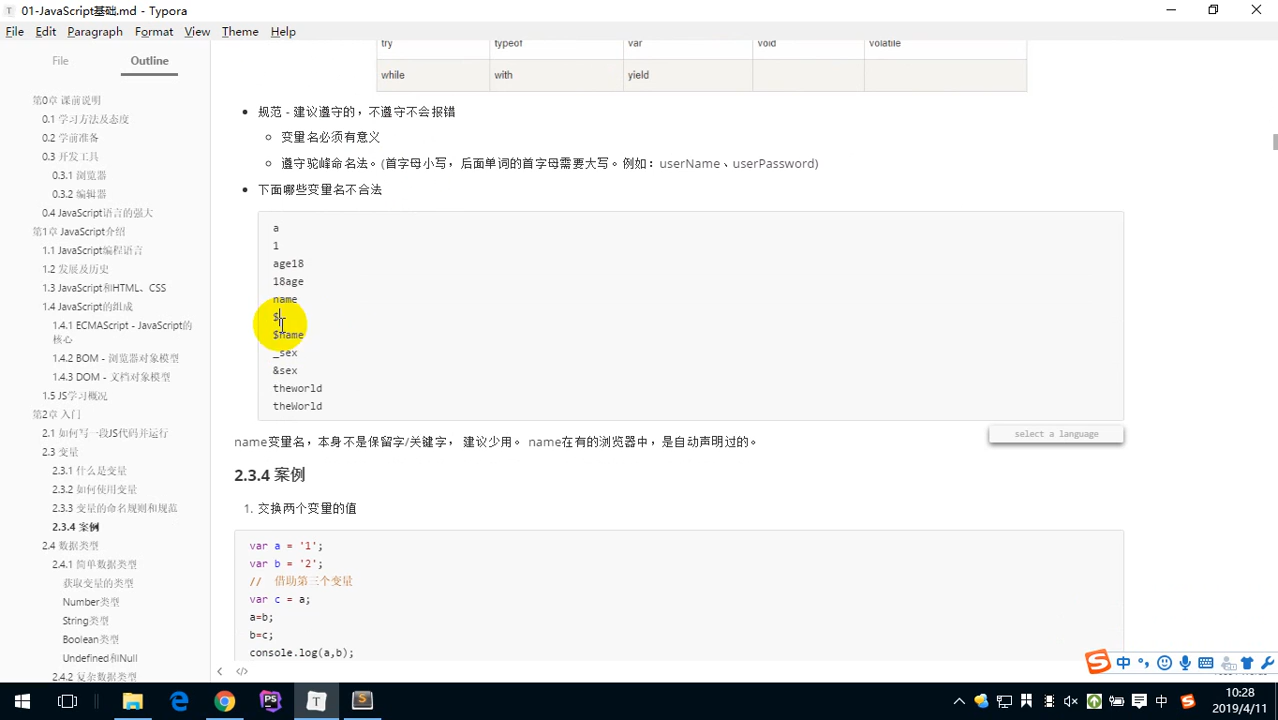 01-JavaScript基础.md - Typora
File Edit Paragraph Format View Theme Help
File Outline
第0章 课前说明
0.1 学习方法及态度
0.2 学前准备
0.3 开发工具
0.3.1 浏览器
0.3.2 编辑器
0.4 JavaScript语言的强大
第1章 JavaScript介绍
1.1 JavaScript编程语言
1.2 发展及历史
1.3 JavaScript和HTML、CSS
1.4 JavaScript的组成
1.4.1 ECMAScript - JavaScript的
核心
1.4.2 BOM - 浏览器对象模型
1.4.3 DOM - 文档对象模型
1.5 JS学习概况
第2章 入门
2.1 如何写一段JS代码并运行
2.3 变量
2.3.1 什么是变量
2.3.2 如何使用变量
2.3.3 变量的命名规则和规范
2.3.4 案例
2.4 数据类型
2.4.1 简单数据类型
获取变量的类型
Number类型
String类型
Boolean类型
Undefined和Null
2.4.2 复杂数据类型
try typeof var void volatile
while with yield
规范 - 建议遵守的，不遵守不会报错
变量名必须有意义
遵守驼峰命名法。(首字母小写，后面单词的首字母需要大写。例如：userName、userPassword)
下面哪些变量名不合法
a
1
age18
18age
name
$
$name
_sex
&sex
theworld
theWorld
select a language
name变量名，本身不是保留字/关键字， 建议少用。 name在有的浏览器中，是自动声明过的。
2.3.4 案例
1. 交换两个变量的值
var a = '1';
var b = '2';
// 借助第三个变量
var c = a;
a=b;
b=c;
console.log(a,b);
中
中
10:28
2019/4/11